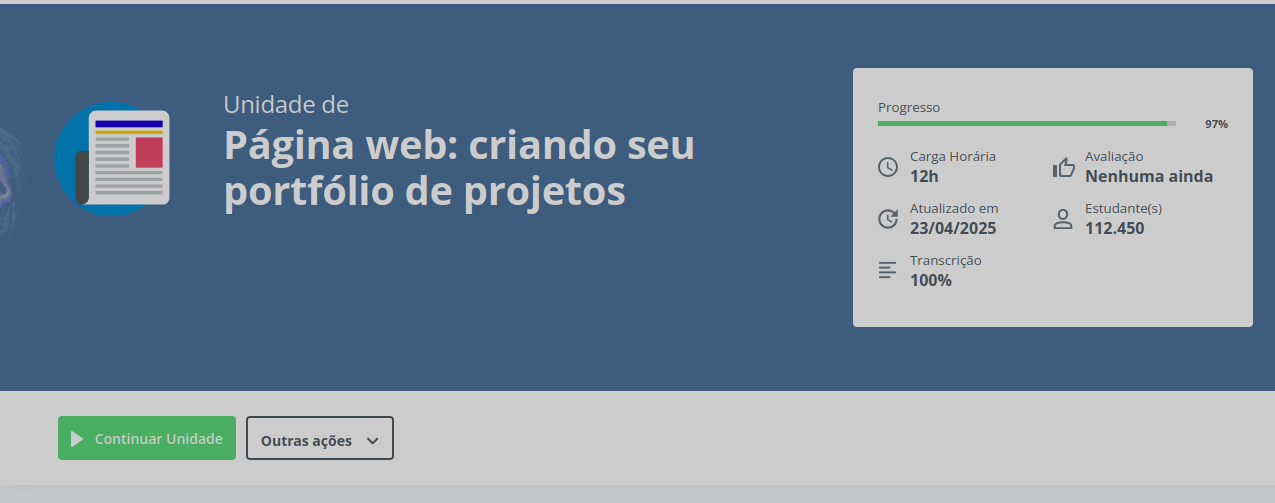 Unidade de
Página web: criando seu
portfólio de projetos
Progresso
97%
Carga Horária
12h
Avaliação
Nenhuma ainda
Atualizado em
23/04/2025
Estudante(s)
112.450
Transcrição
100%
Continuar Unidade
Outras ações